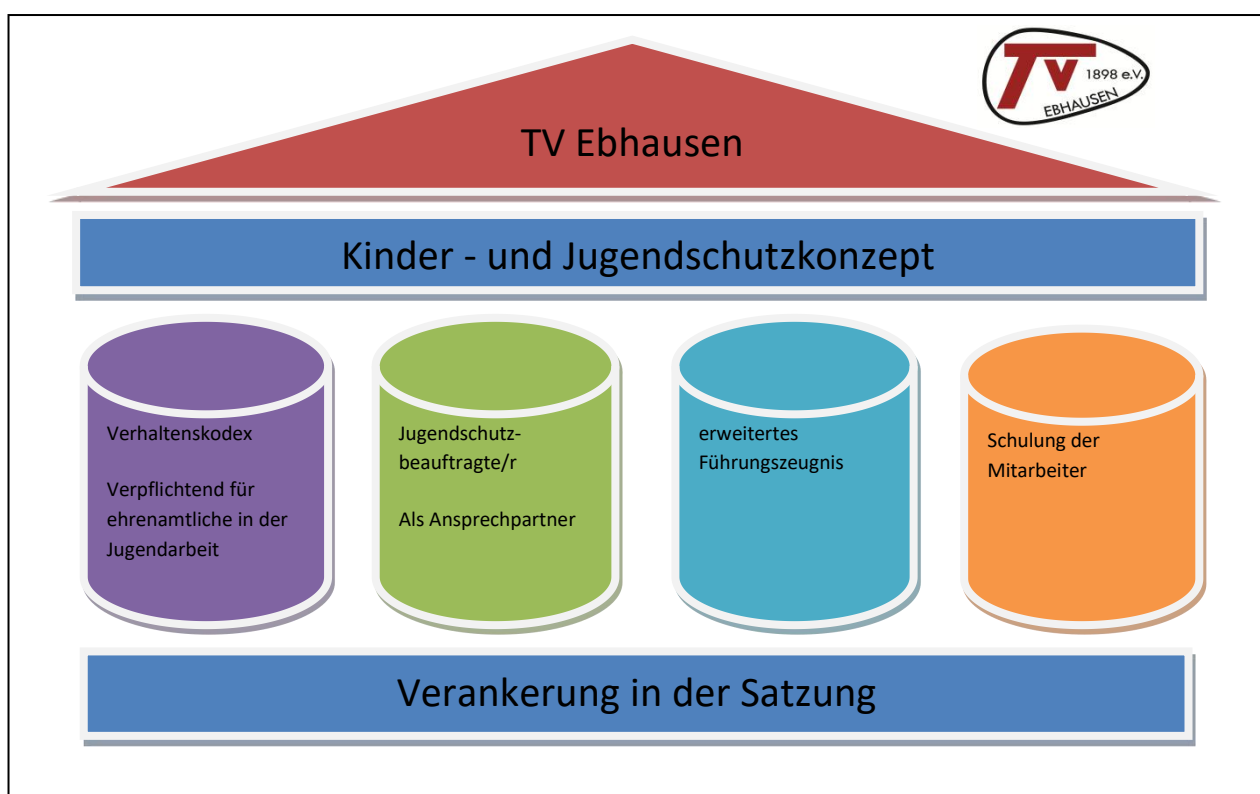 TV
1898 e.V.
EBHAUSEN
TV Ebhausen
Kinder - und Jugendschutzkonzept
Verhaltenskodex
Verpflichtend für
ehrenamtliche in der
Jugendarbeit
Jugendschutz-
beauftragte/r
Als Ansprechpartner
erweitertes
Führungszeugnis
Schulung der
Mitarbeiter
Verankerung in der Satzung